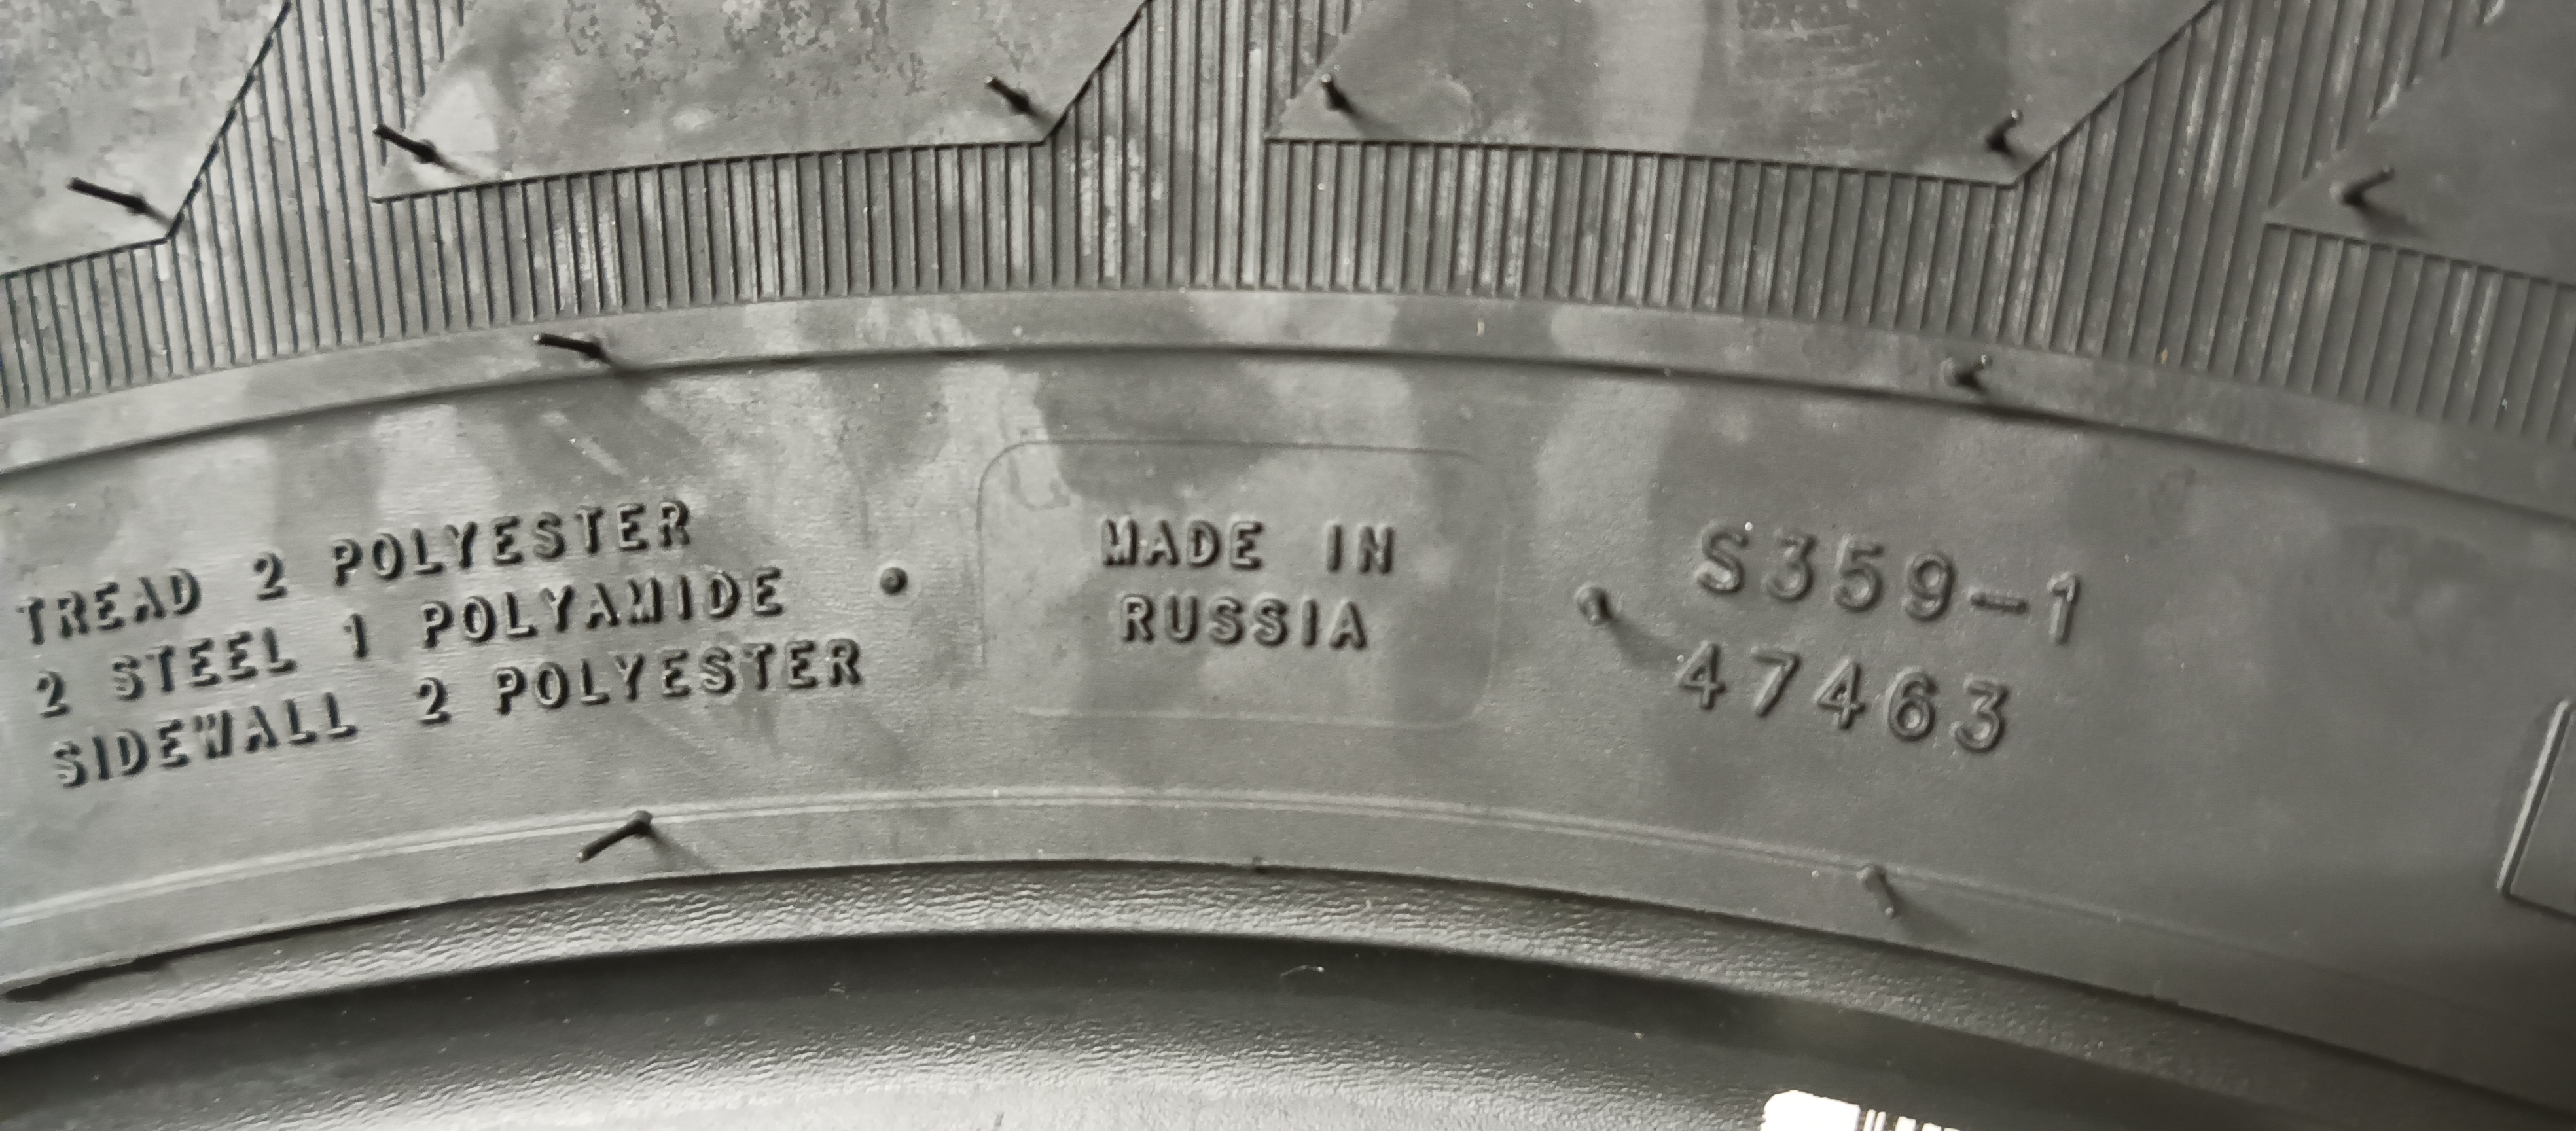 TREAD 2 POLYESTER
2 STEEL 1 POLYAMIDE
SIDEWALL 2 POLYESTER
MADE IN
RUSSIA
S359-1
47463